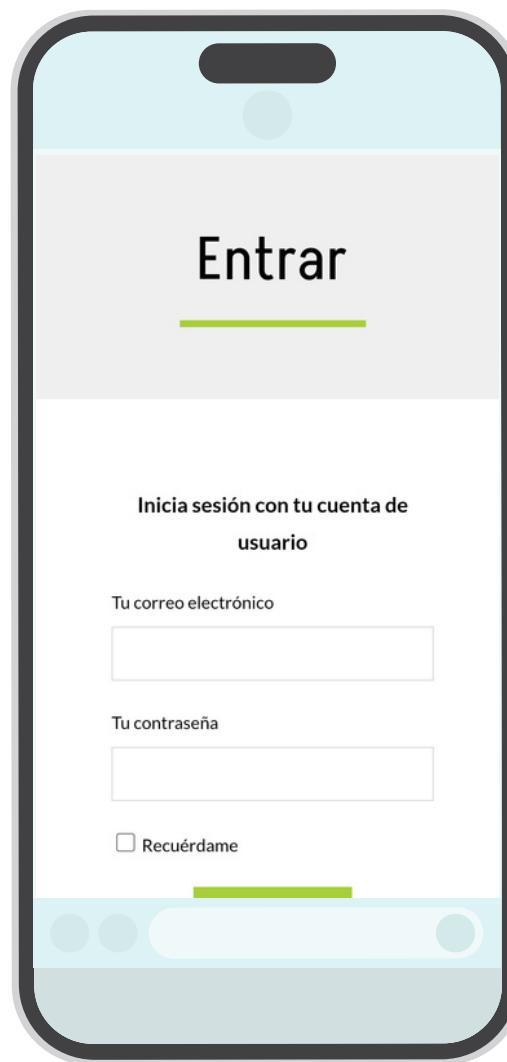 Entrar
Inicia sesión con tu cuenta de
usuario
Tu correo electrónico
Tu contraseña
Recuérdame